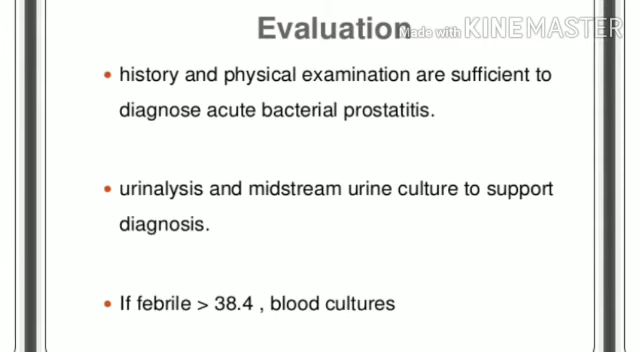 Evaluation
Made with KINEMASTER
history and physical examination are sufficient to
diagnose acute bacterial prostatitis.
urinalysis and midstream urine culture to support
diagnosis.
If febrile > 38.4 , blood cultures